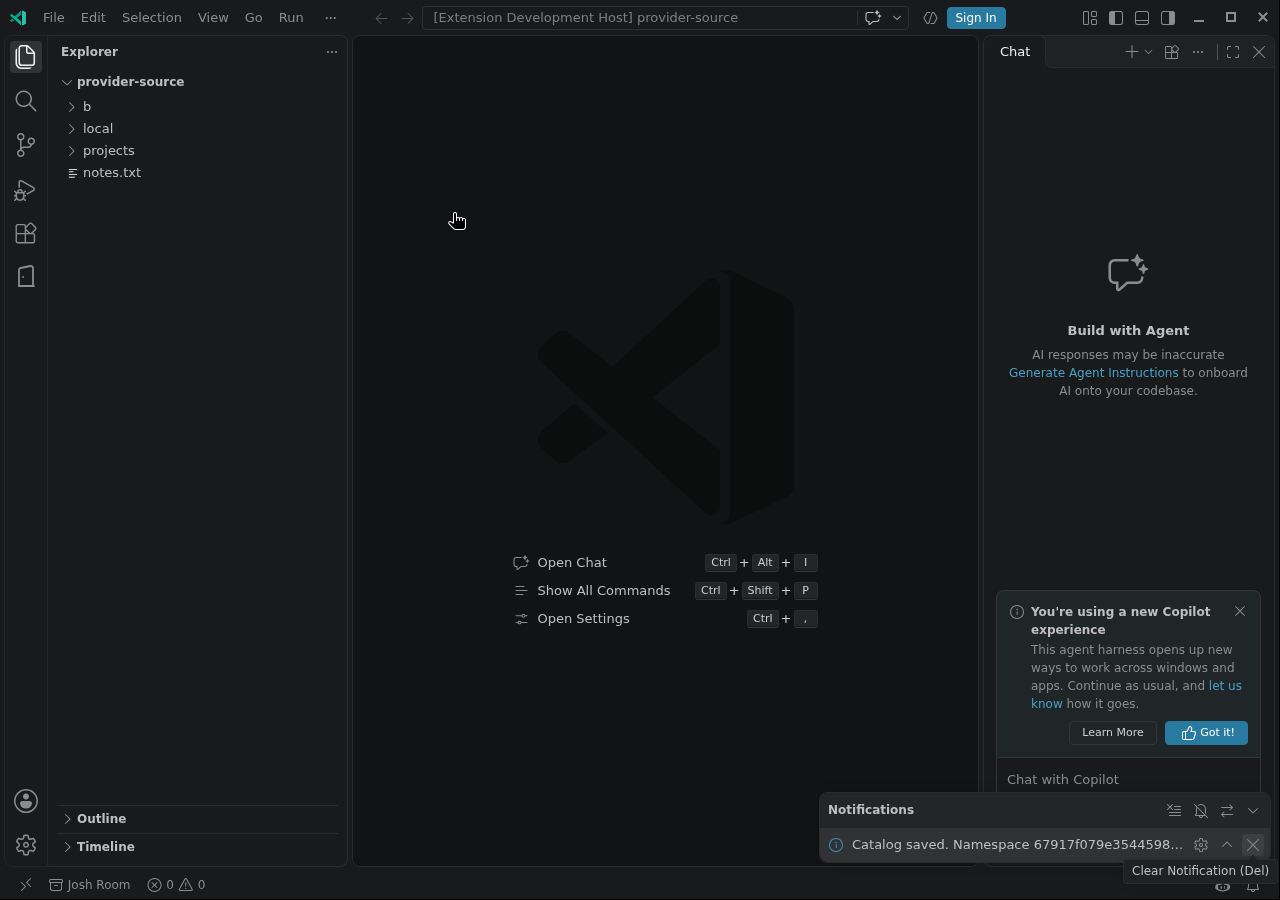 File Edit Selection View Go Run
[Extension Development Host] provider-source
Sign In
Explorer
provider-source
b
local
projects
notes.txt
Outline
Timeline
Open Chat Ctrl + Alt + I
Show All Commands Ctrl + Shift + P
Open Settings Ctrl + ,
Chat
Build with Agent
AI responses may be inaccurate
Generate Agent Instructions to onboard
AI onto your codebase.
You're using a new Copilot
experience
This agent harness opens up new
ways to work across windows and
apps. Continue as usual, and let us
know how it goes.
Learn More
Got it!
Chat with Copilot
Notifications
Catalog saved. Namespace 67917f079e3544598...
Clear Notification (Del)
Josh Room
0 0